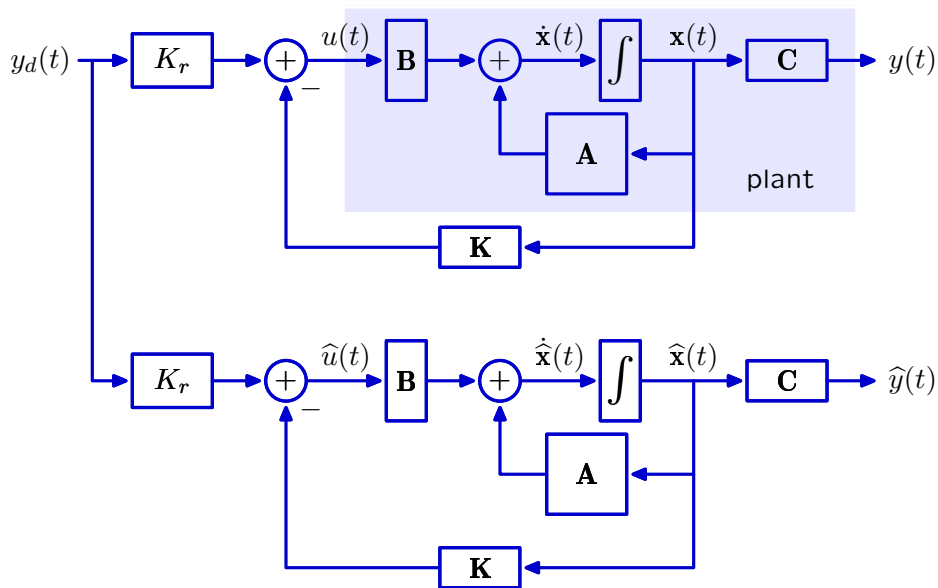 y_d(t) K_r + − u(t) B + ẋ(t) ∫ x(t) C y(t)
A
plant
K
K_r + − û(t) B + x̂̇(t) ∫ x̂(t) C ŷ(t)
A
K